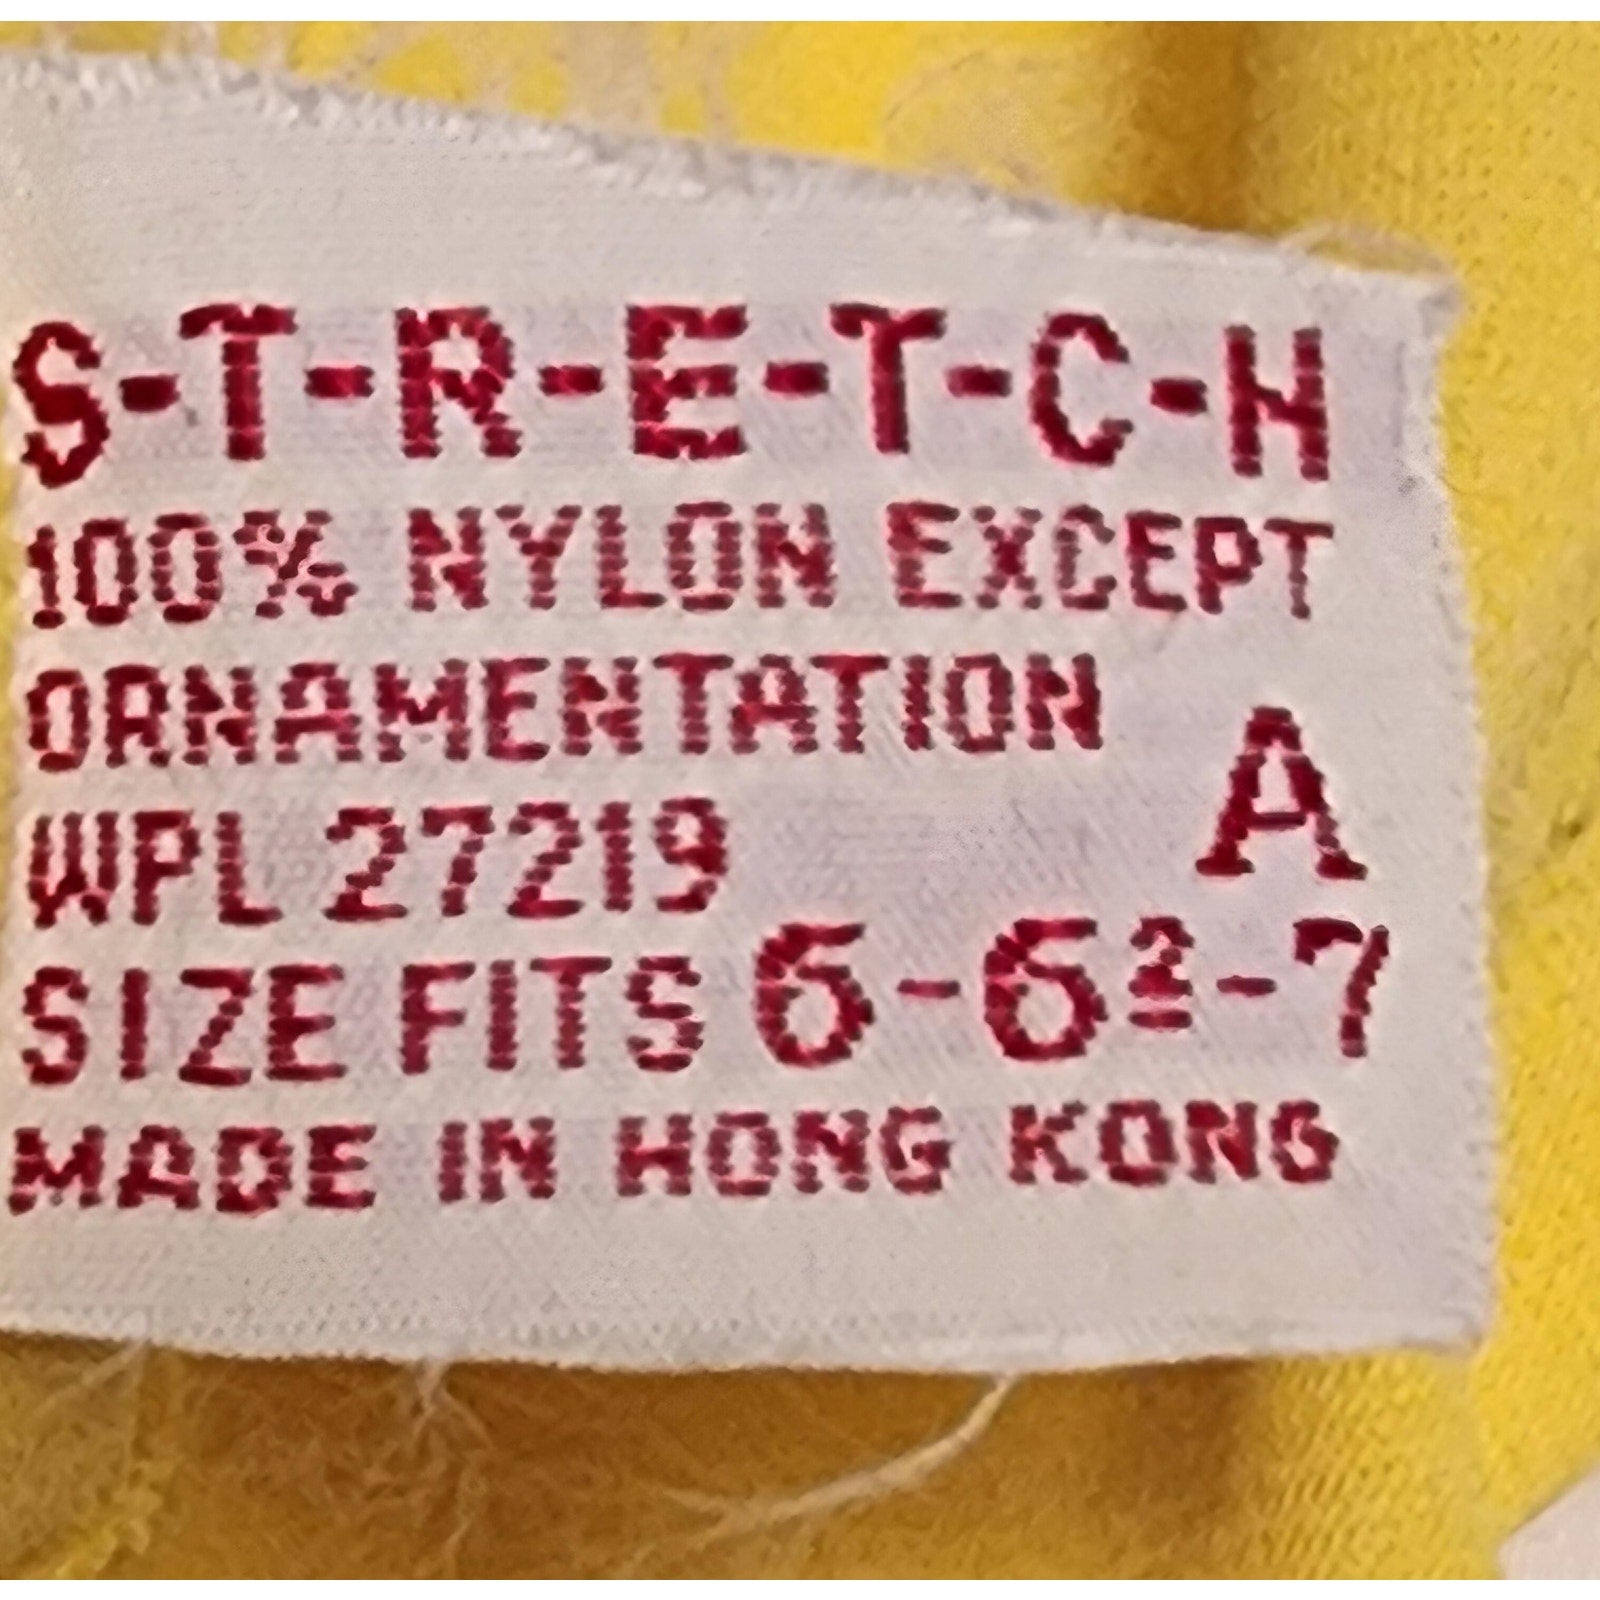 S-T-R-E-T-C-H
100% NYLON EXCEPT
ORNAMENTATION
A
WPL 27219
SIZE FITS 6-6½-7
MADE IN HONG KONG